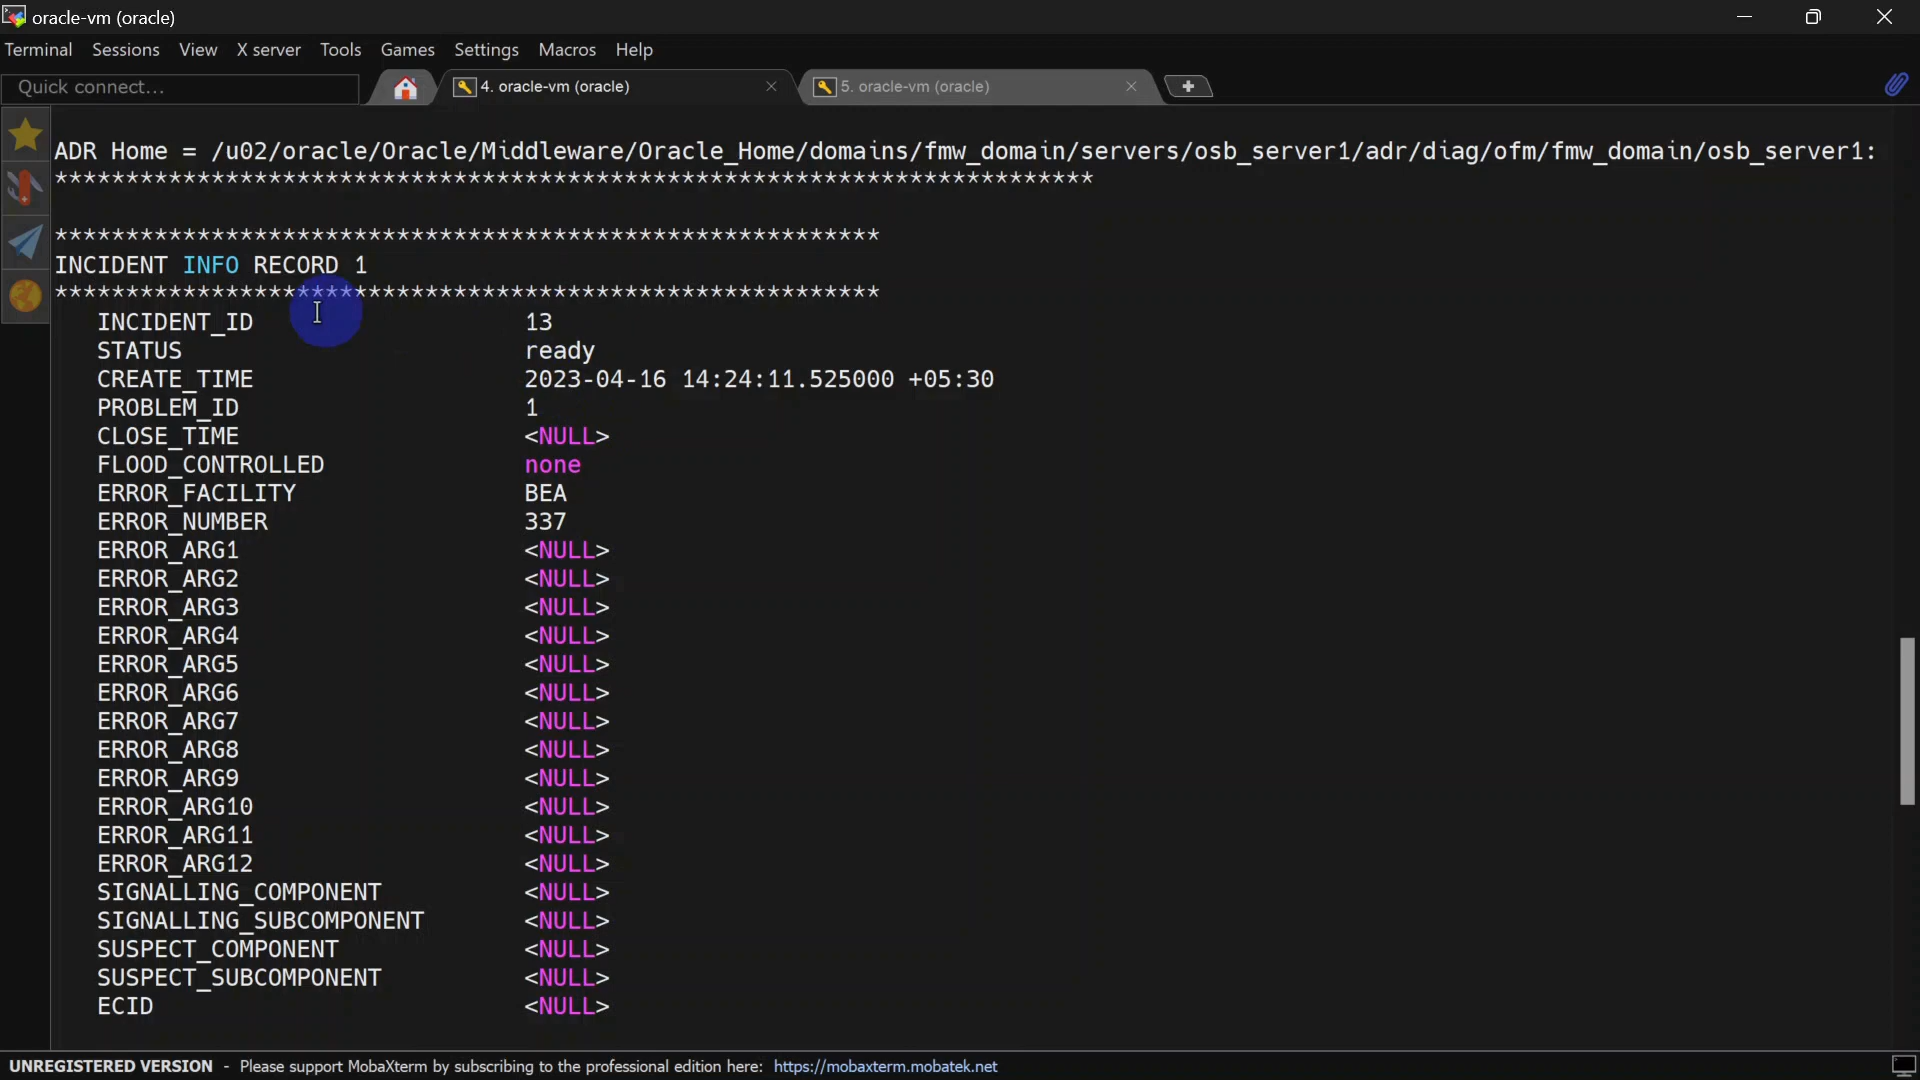 oracle-vm (oracle)
Terminal Sessions View X server Tools Games Settings Macros Help
Quick connect...
4. oracle-vm (oracle)
5. oracle-vm (oracle)
ADR Home = /u02/oracle/Oracle/Middleware/Oracle_Home/domains/fmw_domain/servers/osb_server1/adr/diag/ofm/fmw_domain/osb_server1:
*************************************************************************
**********************************************************
INCIDENT INFO RECORD 1
**********************************************************
INCIDENT_ID 13
STATUS ready
CREATE_TIME 2023-04-16 14:24:11.525000 +05:30
PROBLEM_ID 1
CLOSE_TIME <NULL>
FLOOD_CONTROLLED none
ERROR_FACILITY BEA
ERROR_NUMBER 337
ERROR_ARG1 <NULL>
ERROR_ARG2 <NULL>
ERROR_ARG3 <NULL>
ERROR_ARG4 <NULL>
ERROR_ARG5 <NULL>
ERROR_ARG6 <NULL>
ERROR_ARG7 <NULL>
ERROR_ARG8 <NULL>
ERROR_ARG9 <NULL>
ERROR_ARG10 <NULL>
ERROR_ARG11 <NULL>
ERROR_ARG12 <NULL>
SIGNALLING_COMPONENT <NULL>
SIGNALLING_SUBCOMPONENT <NULL>
SUSPECT_COMPONENT <NULL>
SUSPECT_SUBCOMPONENT <NULL>
ECID <NULL>
UNREGISTERED VERSION - Please support MobaXterm by subscribing to the professional edition here: https://mobaxterm.mobatek.net